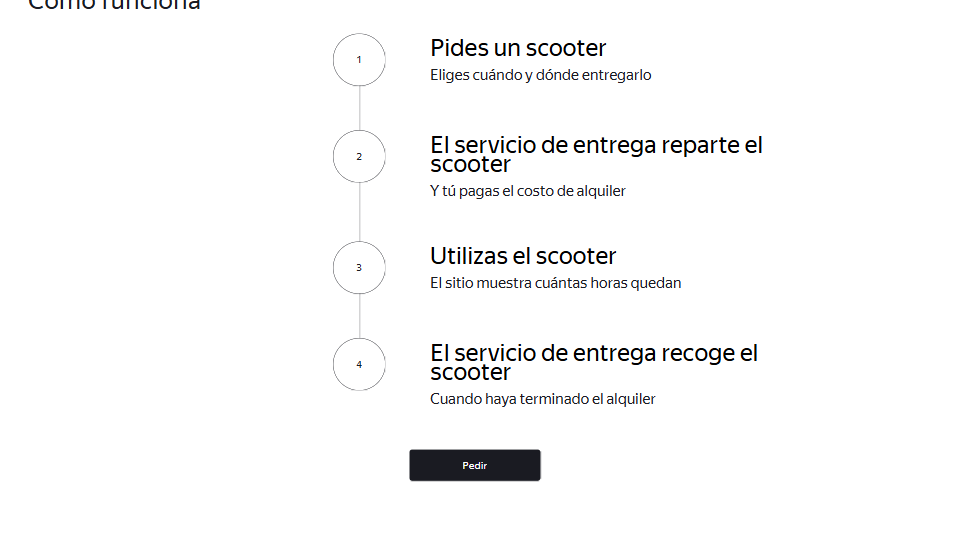 Cómo funciona
1
Pides un scooter
Eliges cuándo y dónde entregarlo
2
El servicio de entrega reparte el
scooter
Y tú pagas el costo de alquiler
3
Utilizas el scooter
El sitio muestra cuántas horas quedan
4
El servicio de entrega recoge el
scooter
Cuando haya terminado el alquiler
Pedir